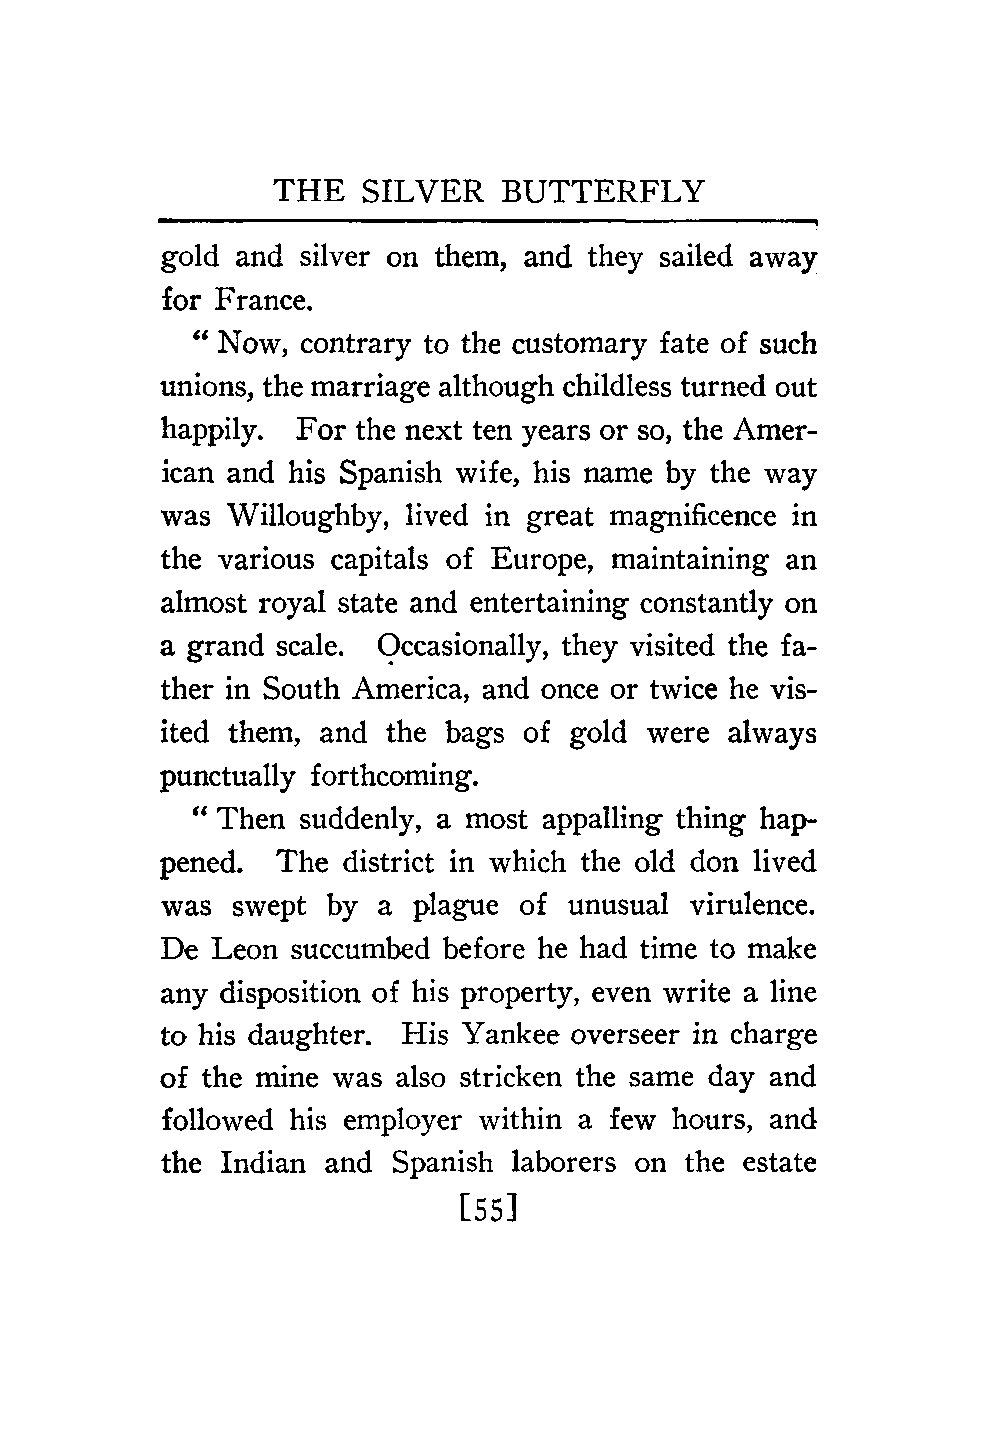 THE SILVER BUTTERFLY
gold and silver on them, and they sailed away
for France.
“ Now, contrary to the customary fate of such
unions, the marriage although childless turned out
happily. For the next ten years or so, the Amer-
ican and his Spanish wife, his name by the way
was Willoughby, lived in great magnificence in
the various capitals of Europe, maintaining an
almost royal state and entertaining constantly on
a grand scale. Occasionally, they visited the fa-
ther in South America, and once or twice he vis-
ited them, and the bags of gold were always
punctually forthcoming.
“ Then suddenly, a most appalling thing hap-
pened. The district in which the old don lived
was swept by a plague of unusual virulence.
De Leon succumbed before he had time to make
any disposition of his property, even write a line
to his daughter. His Yankee overseer in charge
of the mine was also stricken the same day and
followed his employer within a few hours, and
the Indian and Spanish laborers on the estate
[55]